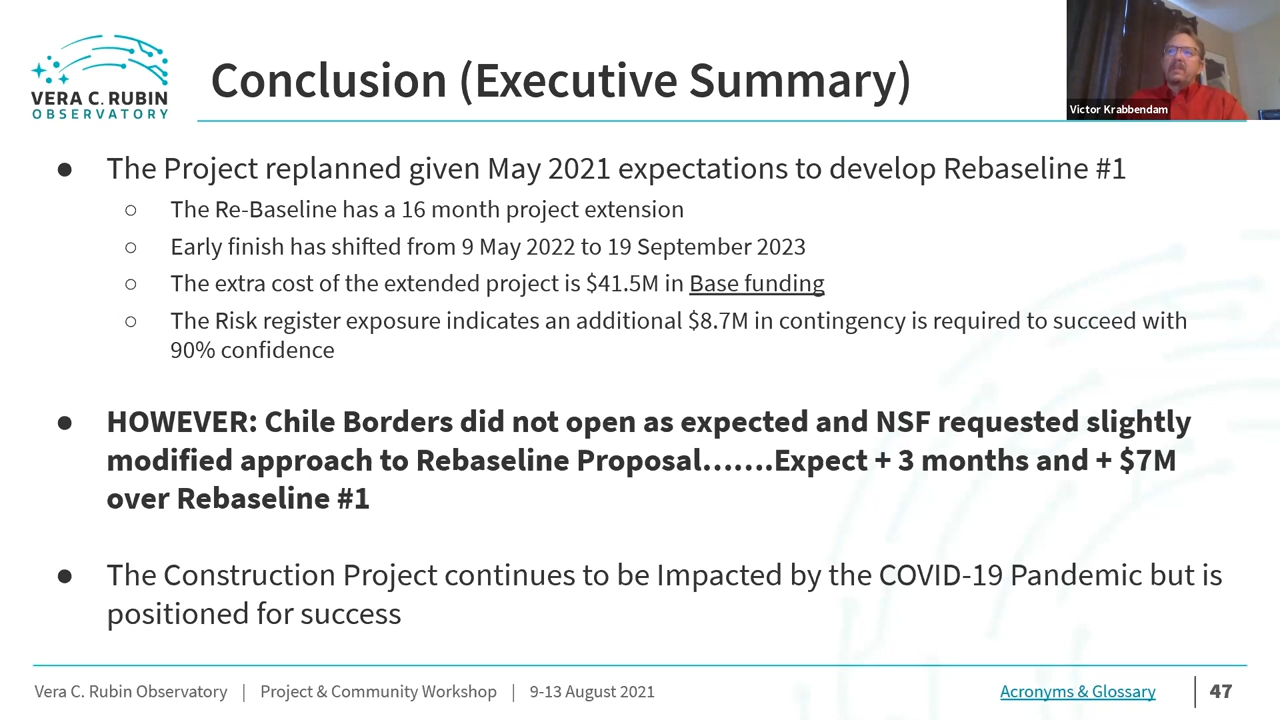 VERA C. RUBIN
OBSERVATORY
Conclusion (Executive Summary)
Victor Krabbendam
● The Project replanned given May 2021 expectations to develop Rebaseline #1
○ The Re-Baseline has a 16 month project extension
○ Early finish has shifted from 9 May 2022 to 19 September 2023
○ The extra cost of the extended project is $41.5M in Base funding
○ The Risk register exposure indicates an additional $8.7M in contingency is required to succeed with
90% confidence
● HOWEVER: Chile Borders did not open as expected and NSF requested slightly
modified approach to Rebaseline Proposal.......Expect + 3 months and + $7M
over Rebaseline #1
● The Construction Project continues to be Impacted by the COVID-19 Pandemic but is
positioned for success
Vera C. Rubin Observatory | Project & Community Workshop | 9-13 August 2021 Acronyms & Glossary | 47